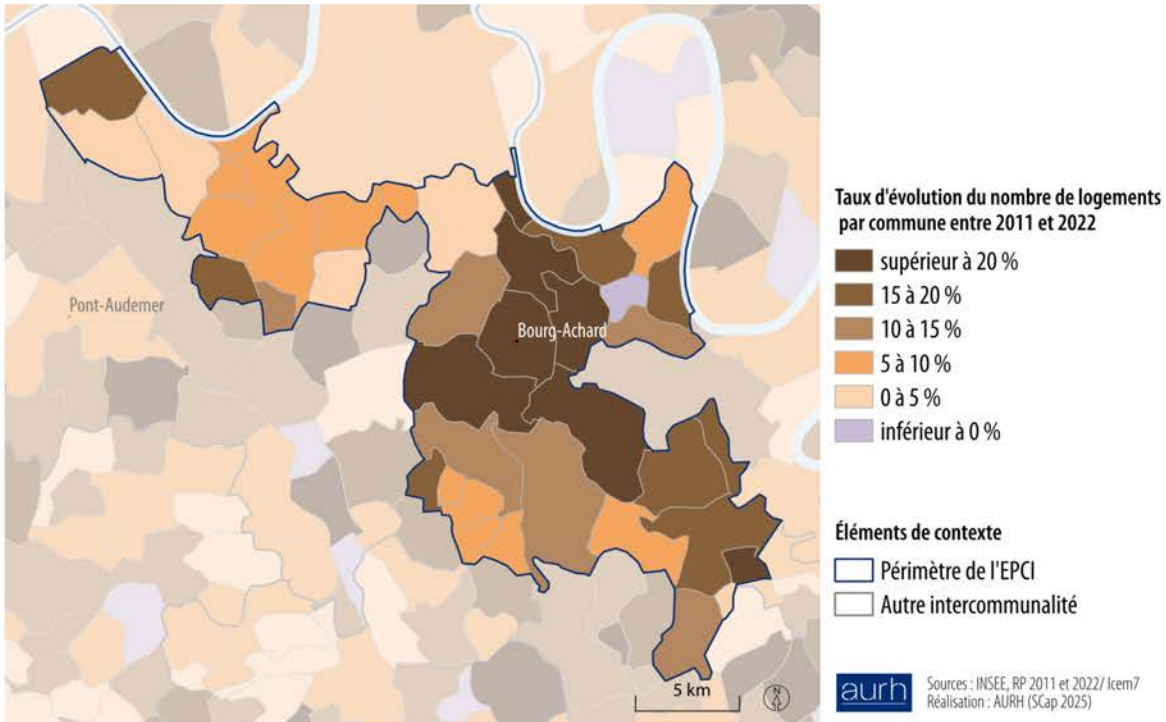 Pont-Audemer
Bourg-Achard
5 km
N
Taux d'évolution du nombre de logements
par commune entre 2011 et 2022
supérieur à 20 %
15 à 20 %
10 à 15 %
5 à 10 %
0 à 5 %
inférieur à 0 %
Éléments de contexte
Périmètre de l'EPCI
Autre intercommunalité
aurh
Sources : INSEE, RP 2011 et 2022/ Icem7
Réalisation : AURH (SCap 2025)